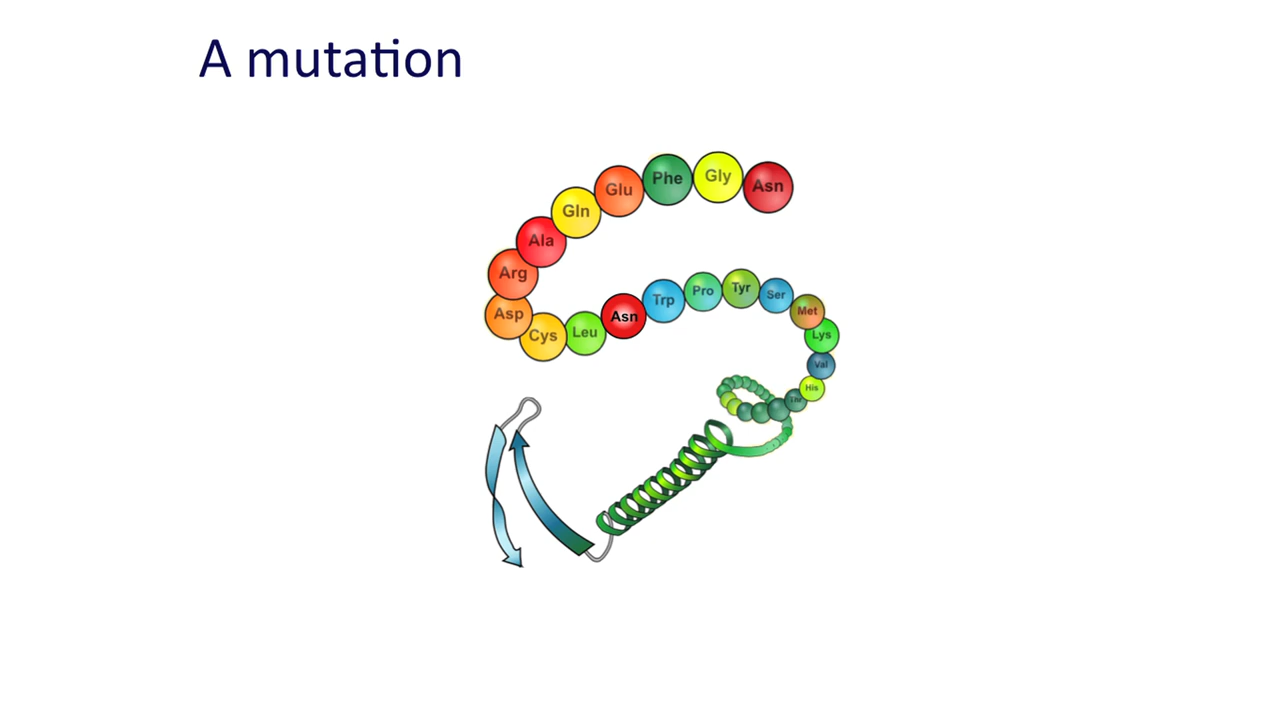 A mutation
Asn
Gly
Phe
Glu
Gln
Ala
Arg
Asp
Cys
Leu
Asn
Trp
Pro
Tyr
Ser
Met
Lys
Val
His
Thr